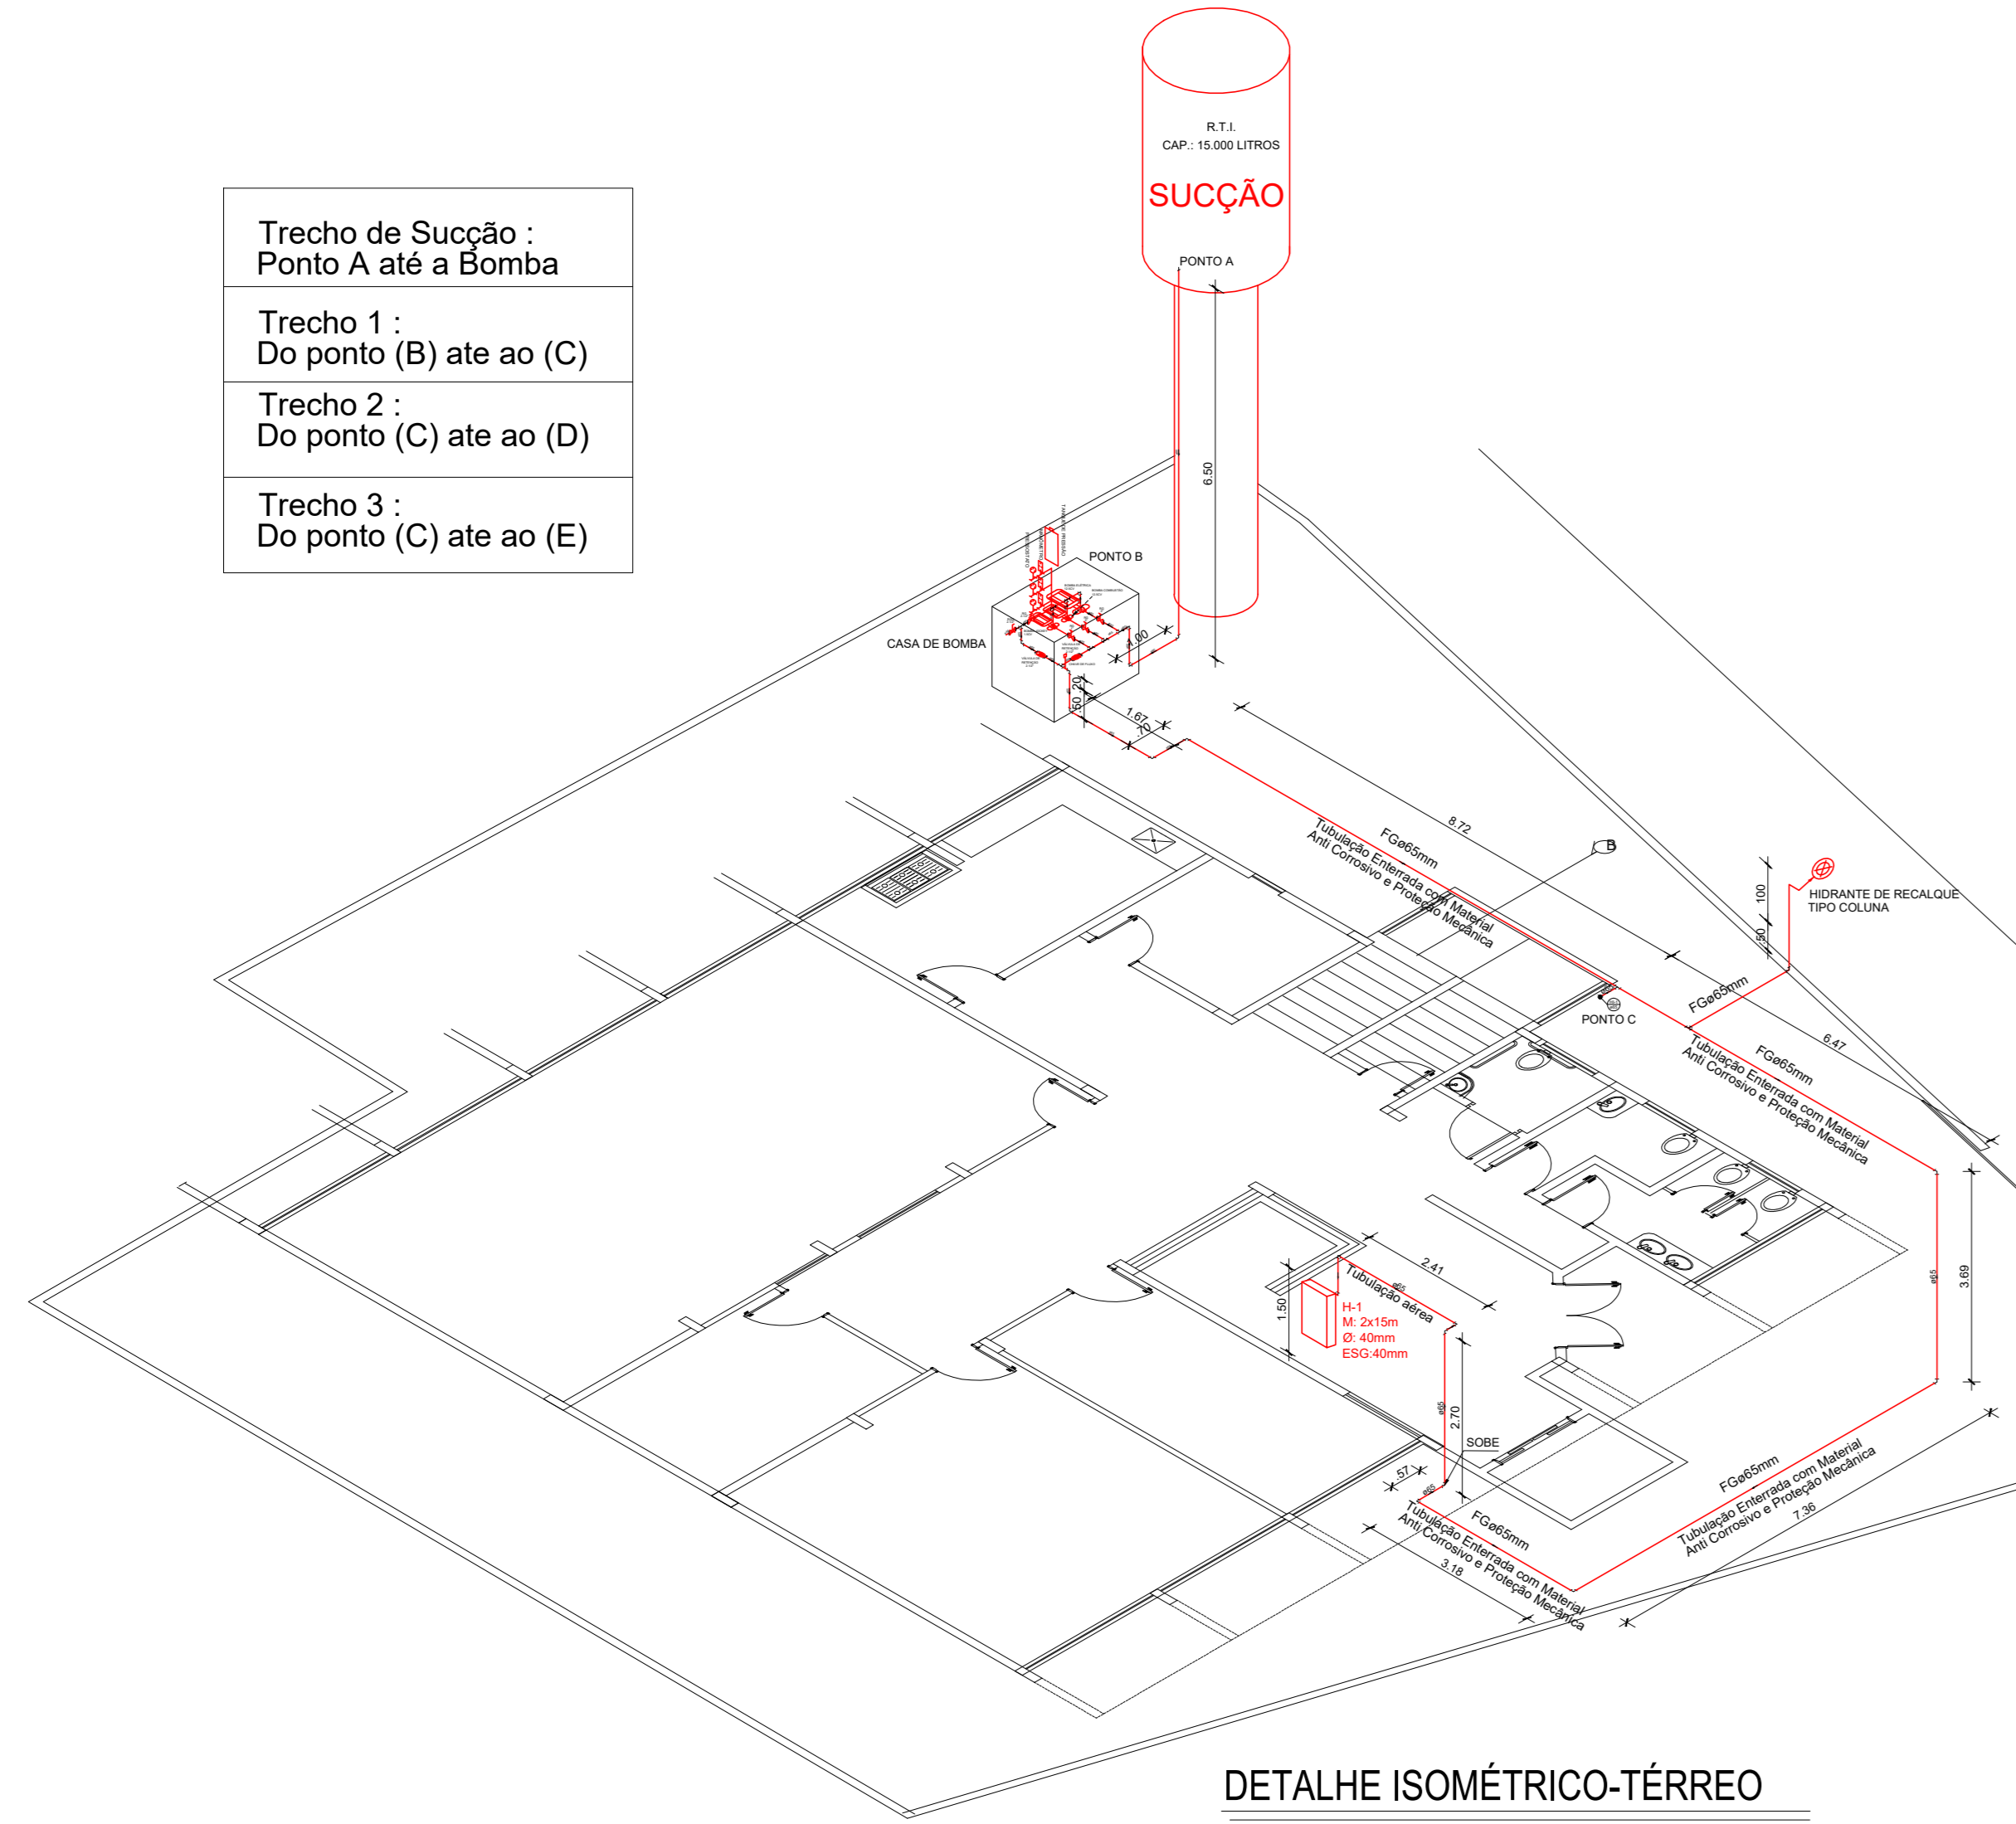 R.T.I.
CAP.: 15.000 LITROS
SUCÇÃO
PONTO A
Trecho de Sucção :
Ponto A até a Bomba
Trecho 1 :
Do ponto (B) ate ao (C)
Trecho 2 :
Do ponto (C) ate ao (D)
Trecho 3 :
Do ponto (C) ate ao (E)
6.50
PONTO B
CASA DE BOMBA
1.00
.20
.50
1.67
.70
8.72
FGø65mm
Tubulação Enterrada com Material
Anti Corrosivo e Proteção Mecânica
B
100
.50
HIDRANTE DE RECALQUE
TIPO COLUNA
FGø65mm
PONTO C
6.47
FGø65mm
Tubulação Enterrada com Material
Anti Corrosivo e Proteção Mecânica
ø65
3.69
2.41
ø65
Tubulação aérea
1.50
H-1
M: 2x15m
Ø: 40mm
ESG:40mm
ø65
2.70
SOBE
.57
ø65
FGø65mm
Tubulação Enterrada com Material
Anti Corrosivo e Proteção Mecânica
3.18
FGø65mm
Tubulação Enterrada com Material
Anti Corrosivo e Proteção Mecânica
7.36
DETALHE ISOMÉTRICO-TÉRREO